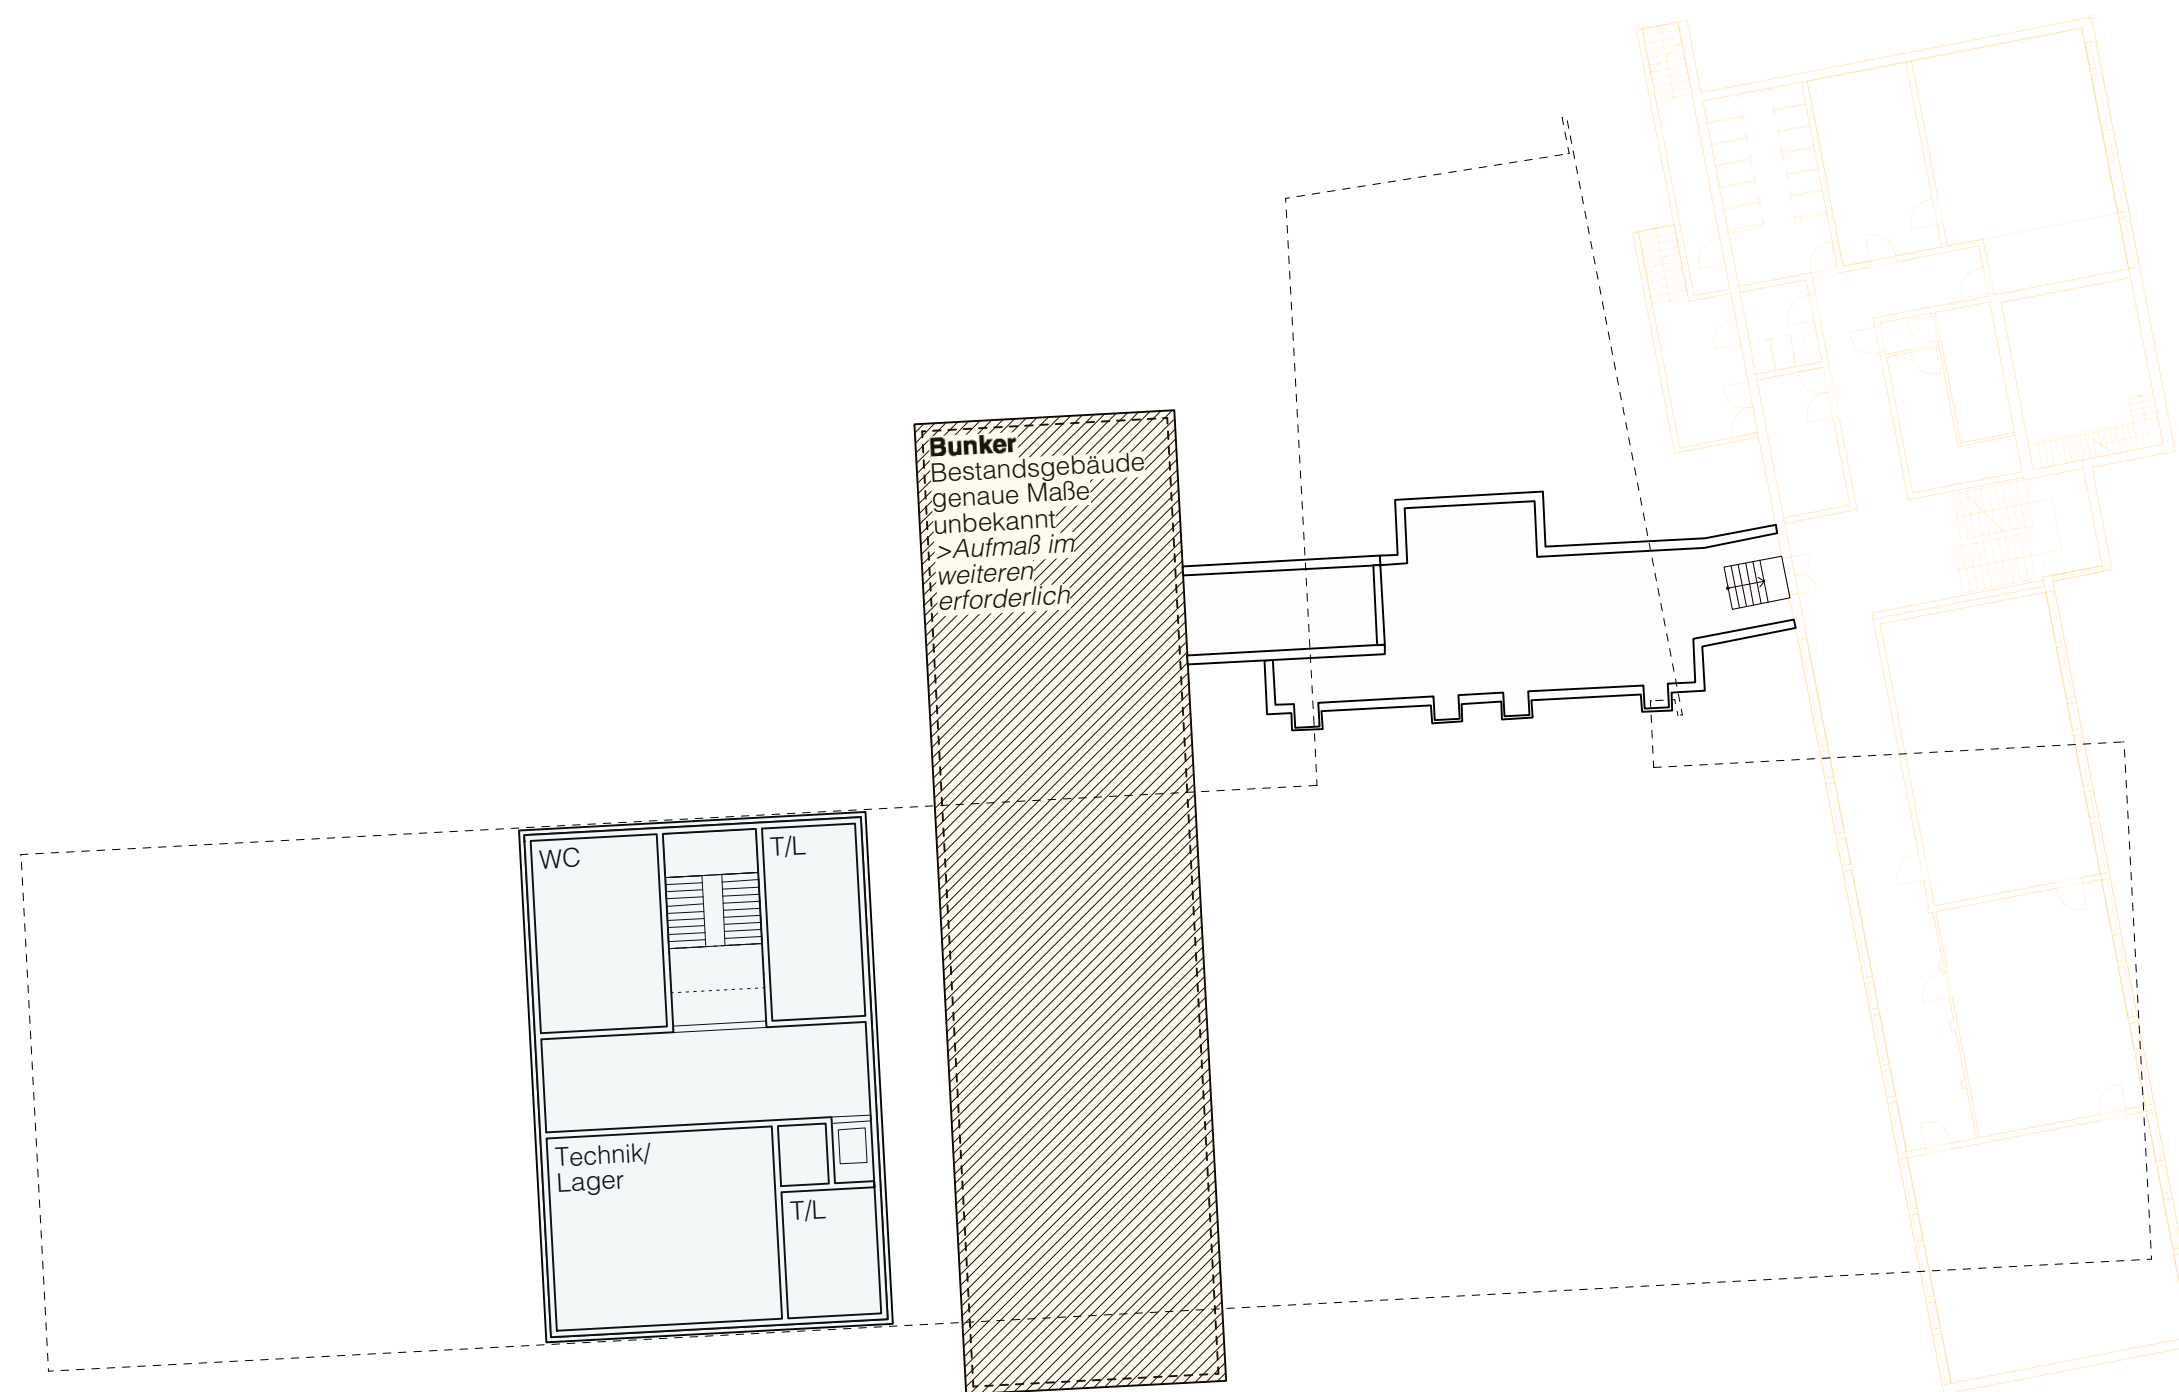 Bunker
Bestandsgebäude
genaue Maße
unbekannt
>Aufmaß im
weiteren
erforderlich
WC
T/L
Technik/
Lager
T/L